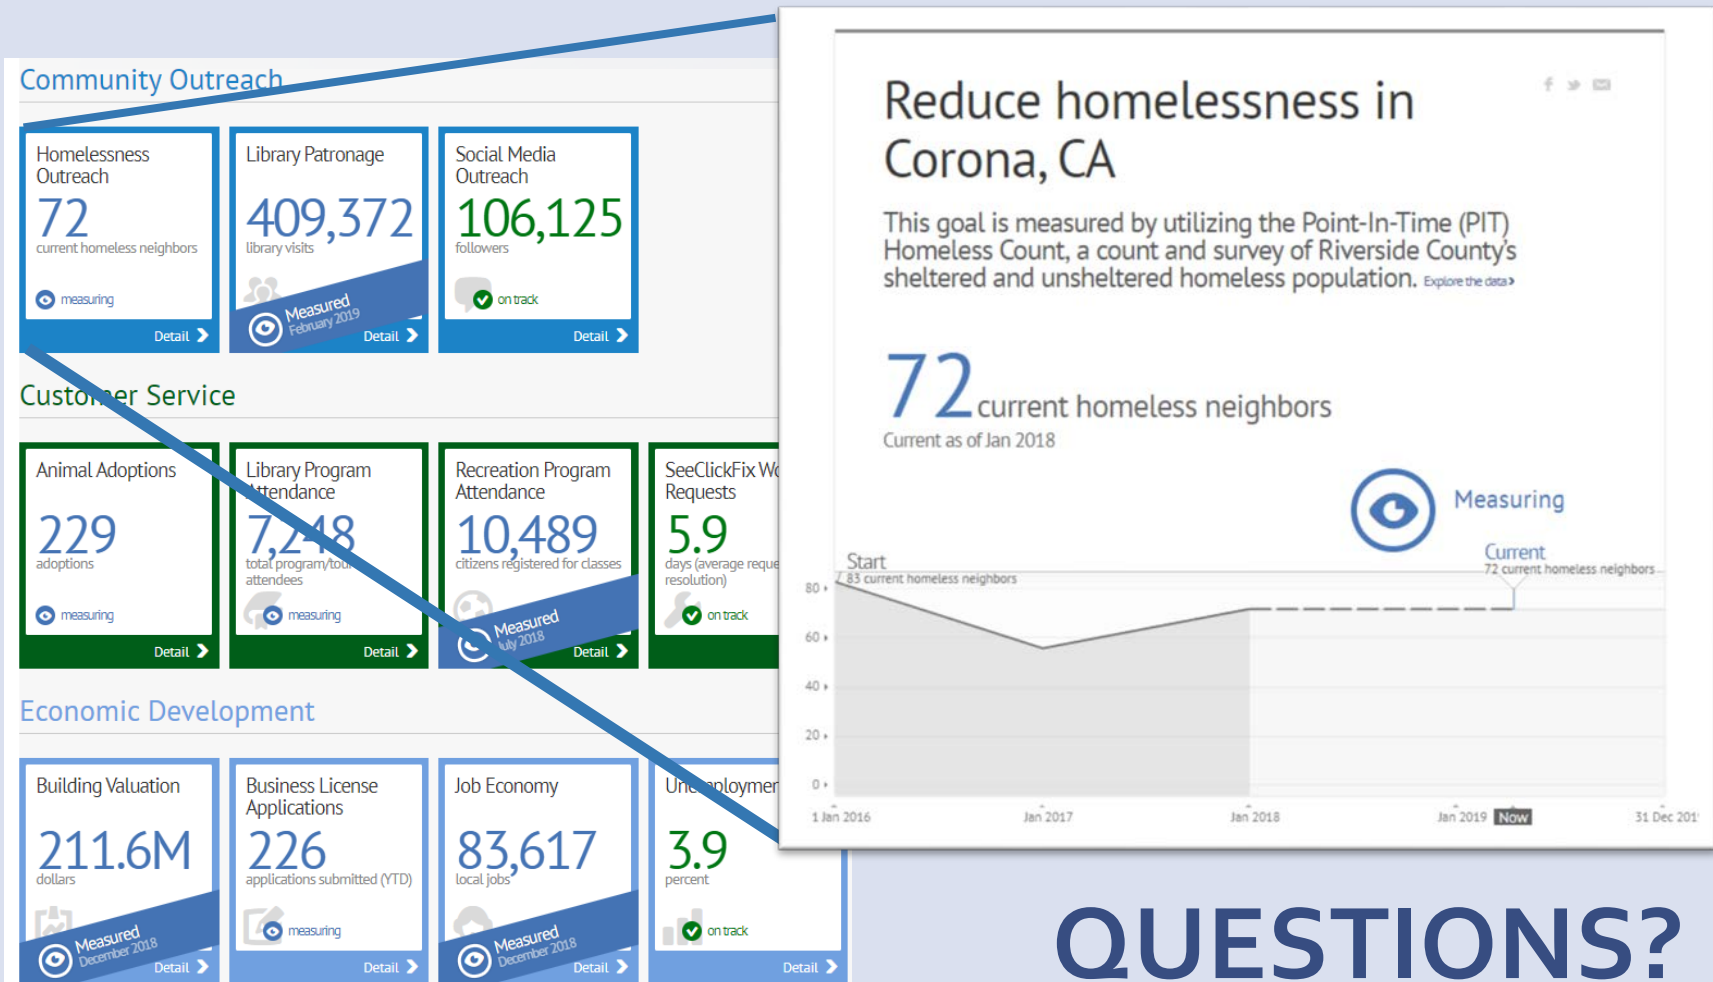 Community Outreach
Homelessness
Outreach
72
current homeless neighbors
measuring
Detail
Library Patronage
409,372
library visits
Measured
February 2019
Detail
Social Media
Outreach
106,125
followers
on track
Detail
Customer Service
Animal Adoptions
229
adoptions
measuring
Detail
Library Program
Attendance
7,248
total program/tour
attendees
measuring
Detail
Recreation Program
Attendance
10,489
citizens registered for classes
Measured
July 2018
Detail
SeeClickFix Wo
Requests
5.9
days (average reque
resolution)
on track
Economic Development
Building Valuation
211.6M
dollars
Measured
December 2018
Detail
Business License
Applications
226
applications submitted (YTD)
measuring
Detail
Job Economy
83,617
local jobs
Measured
December 2018
Detail
Unemploymen
3.9
percent
on track
Detail
Reduce homelessness in
Corona, CA
This goal is measured by utilizing the Point-In-Time (PIT)
Homeless Count, a count and survey of Riverside County's
sheltered and unsheltered homeless population. Explore the data
72 current homeless neighbors
Current as of Jan 2018
Measuring
Start
83 current homeless neighbors
Current
72 current homeless neighbors
80
60
40
20
0
1 Jan 2016 Jan 2017 Jan 2018 Jan 2019 Now 31 Dec 201
QUESTIONS?